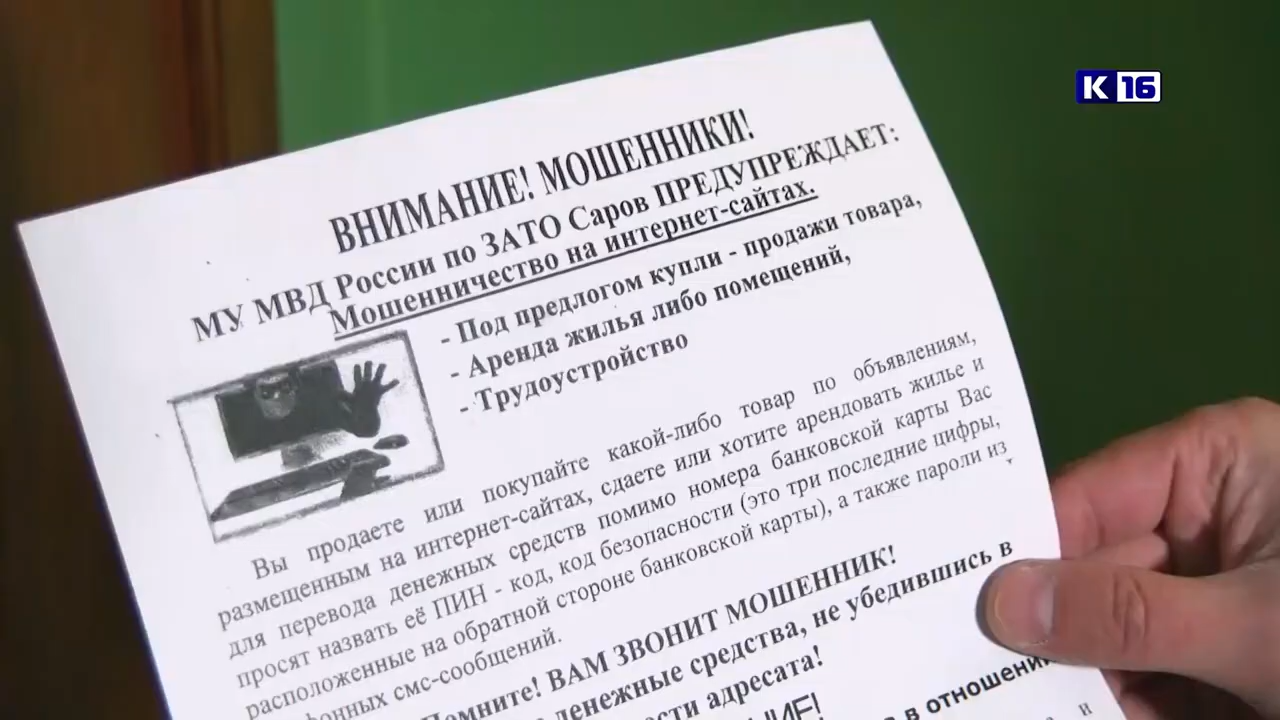 K 16
ВНИМАНИЕ! МОШЕННИКИ!
МУ МВД России по ЗАТО Саров ПРЕДУПРЕЖДАЕТ:
Мошенничество на интернет-сайтах.
- Под предлогом купли - продажи товара,
- Аренда жилья либо помещений,
- Трудоустройство
Вы продаете или покупайте какой-либо товар по объявлениям,
размещенным на интернет-сайтах, сдаете или хотите арендовать жилье и
для перевода денежных средств помимо номера банковской карты Вас
просят назвать её ПИН - код, код безопасности (это три последние цифры,
расположенные на обратной стороне банковской карты), а также пароли из
смс-сообщений.
Помните! ВАМ ЗВОНИТ МОШЕННИК!
денежные средства, не убедившись в
адресата!
в отношении
и